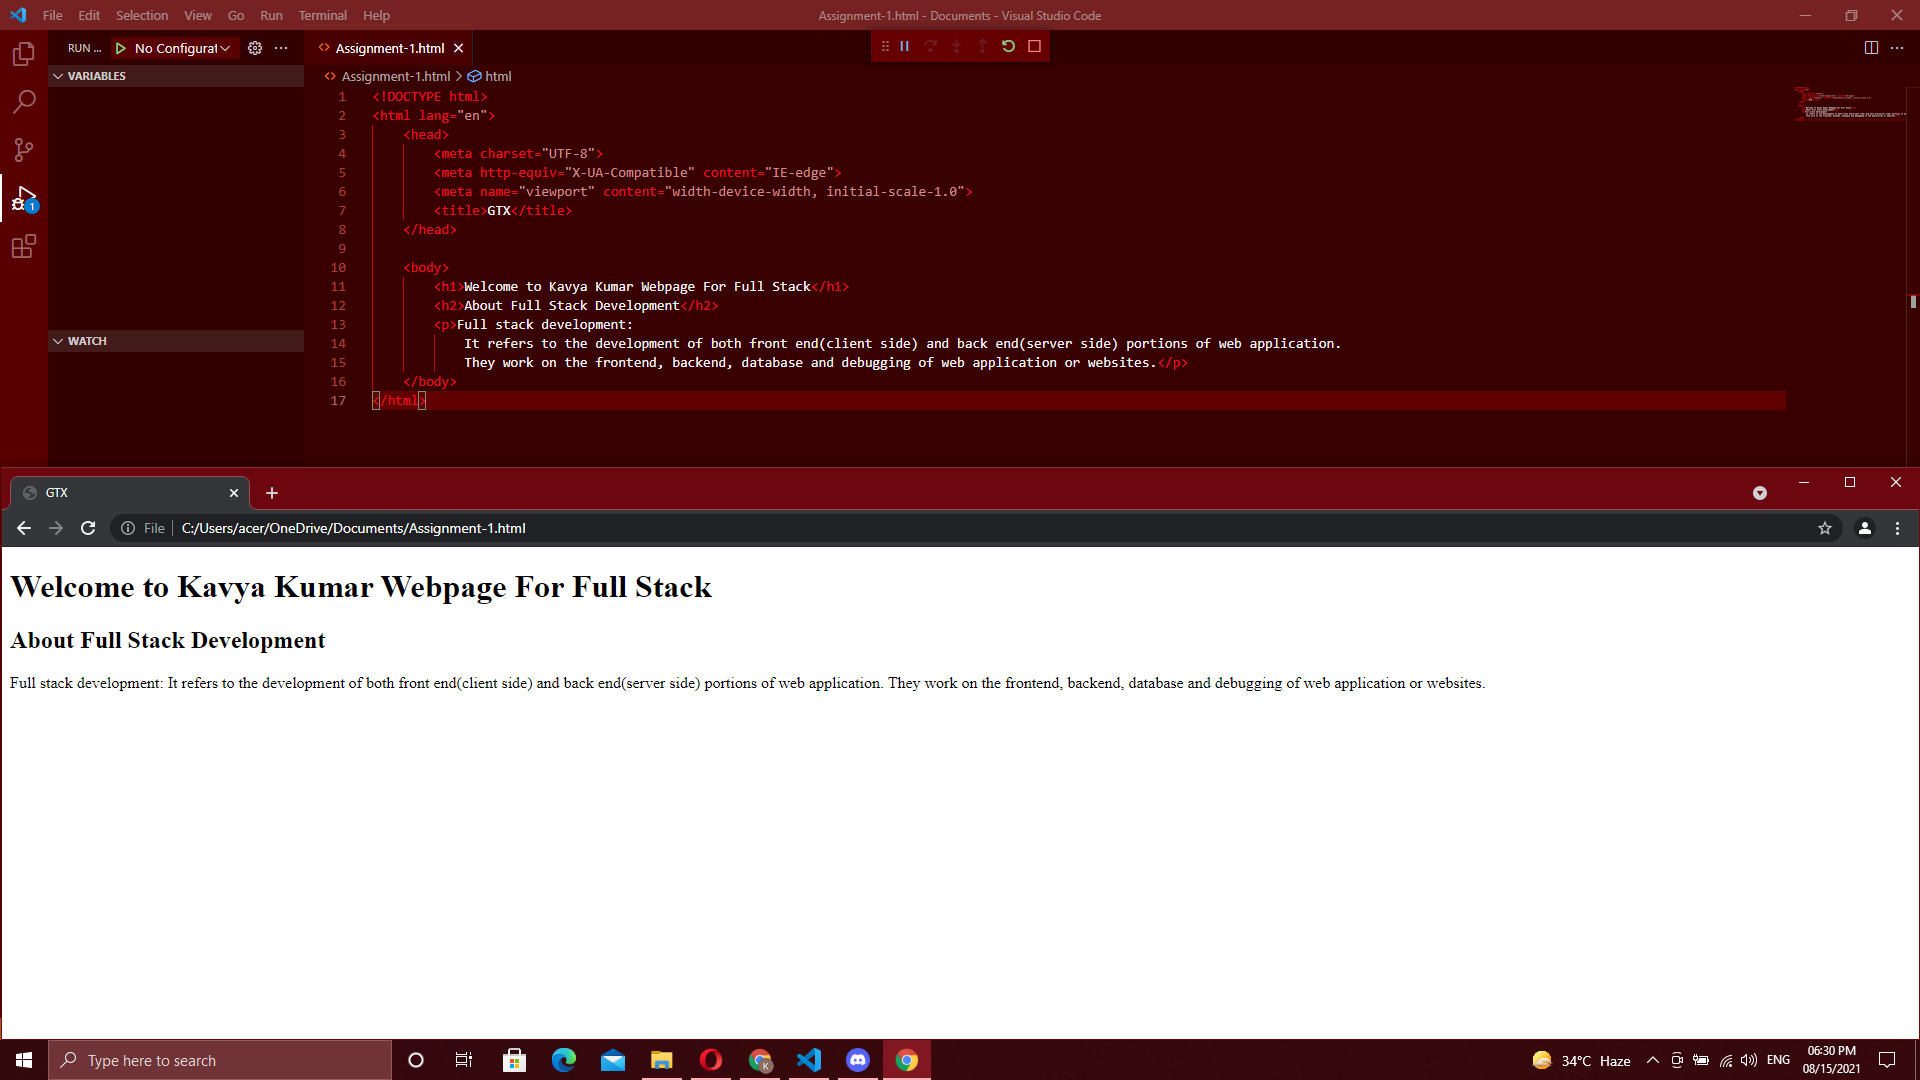 File Edit Selection View Go Run Terminal Help
Assignment-1.html - Documents - Visual Studio Code
RUN ...
No Configurat
Assignment-1.html
VARIABLES
Assignment-1.html > html
1 <!DOCTYPE html>
2 <html lang="en">
3 <head>
4 <meta charset="UTF-8">
5 <meta http-equiv="X-UA-Compatible" content="IE-edge">
6 <meta name="viewport" content="width-device-width, initial-scale-1.0">
7 <title>GTX</title>
8 </head>
9
10 <body>
11 <h1>Welcome to Kavya Kumar Webpage For Full Stack</h1>
12 <h2>About Full Stack Development</h2>
13 <p>Full stack development:
14 It refers to the development of both front end(client side) and back end(server side) portions of web application.
15 They work on the frontend, backend, database and debugging of web application or websites.</p>
16 </body>
17 </html>
1
WATCH
GTX
File
C:/Users/acer/OneDrive/Documents/Assignment-1.html
Welcome to Kavya Kumar Webpage For Full Stack
About Full Stack Development
Full stack development: It refers to the development of both front end(client side) and back end(server side) portions of web application. They work on the frontend, backend, database and debugging of web application or websites.
Type here to search
K
34°C Haze
ENG
06:30 PM
08/15/2021